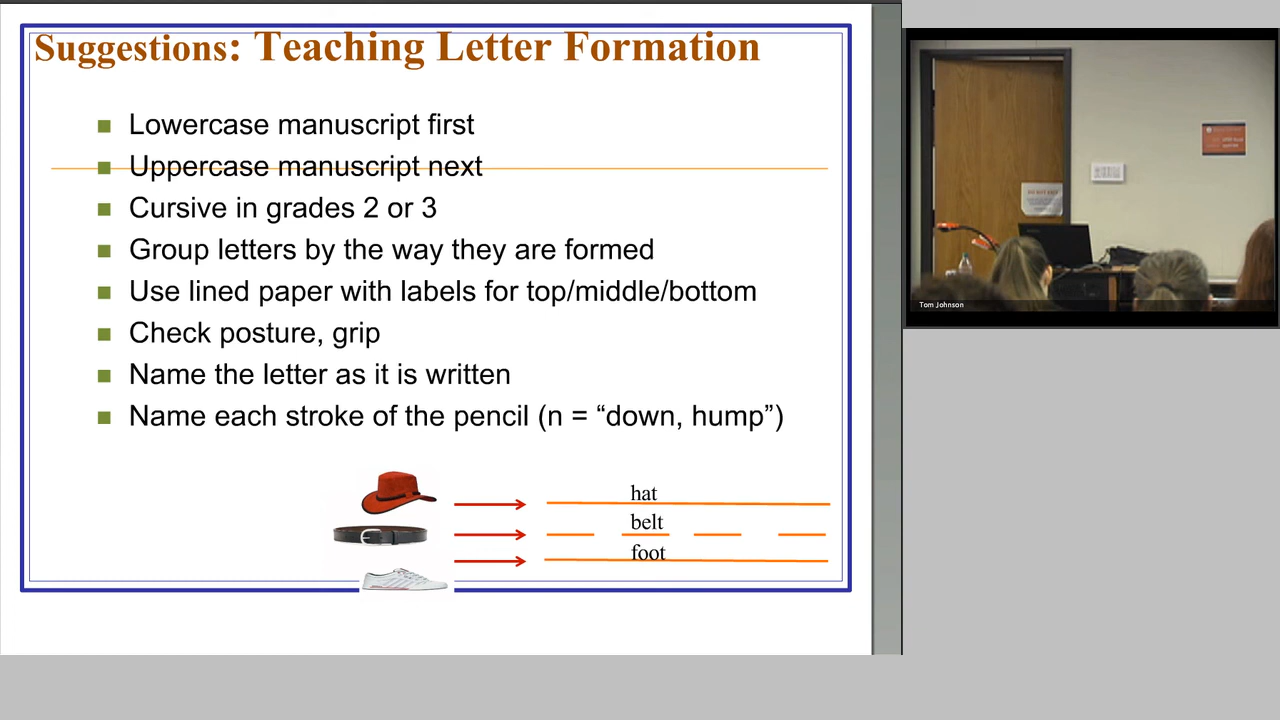 Suggestions: Teaching Letter Formation
Lowercase manuscript first
Uppercase manuscript next
Cursive in grades 2 or 3
Group letters by the way they are formed
Use lined paper with labels for top/middle/bottom
Check posture, grip
Name the letter as it is written
Name each stroke of the pencil (n = “down, hump”)
hat
belt
foot
Tom Johnson